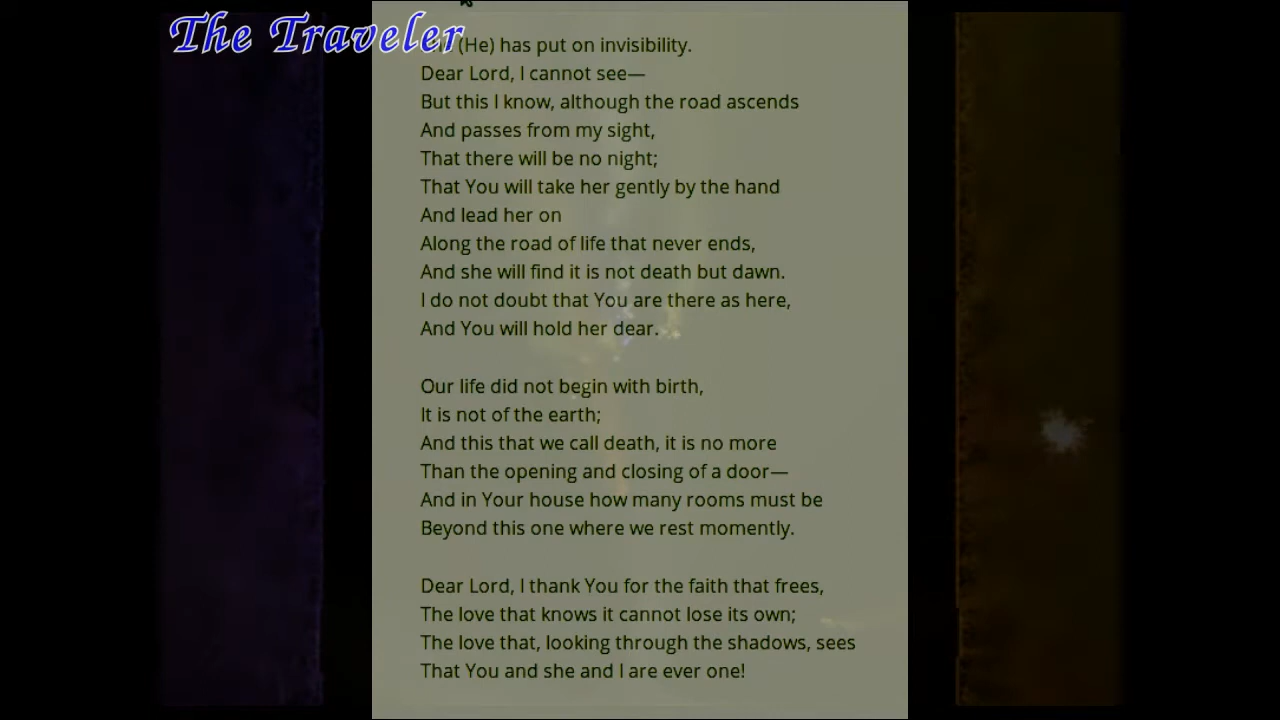 The Traveler
(He) has put on invisibility.
Dear Lord, I cannot see—
But this I know, although the road ascends
And passes from my sight,
That there will be no night;
That You will take her gently by the hand
And lead her on
Along the road of life that never ends,
And she will find it is not death but dawn.
I do not doubt that You are there as here,
And You will hold her dear.
Our life did not begin with birth,
It is not of the earth;
And this that we call death, it is no more
Than the opening and closing of a door—
And in Your house how many rooms must be
Beyond this one where we rest momently.
Dear Lord, I thank You for the faith that frees,
The love that knows it cannot lose its own;
The love that, looking through the shadows, sees
That You and she and I are ever one!